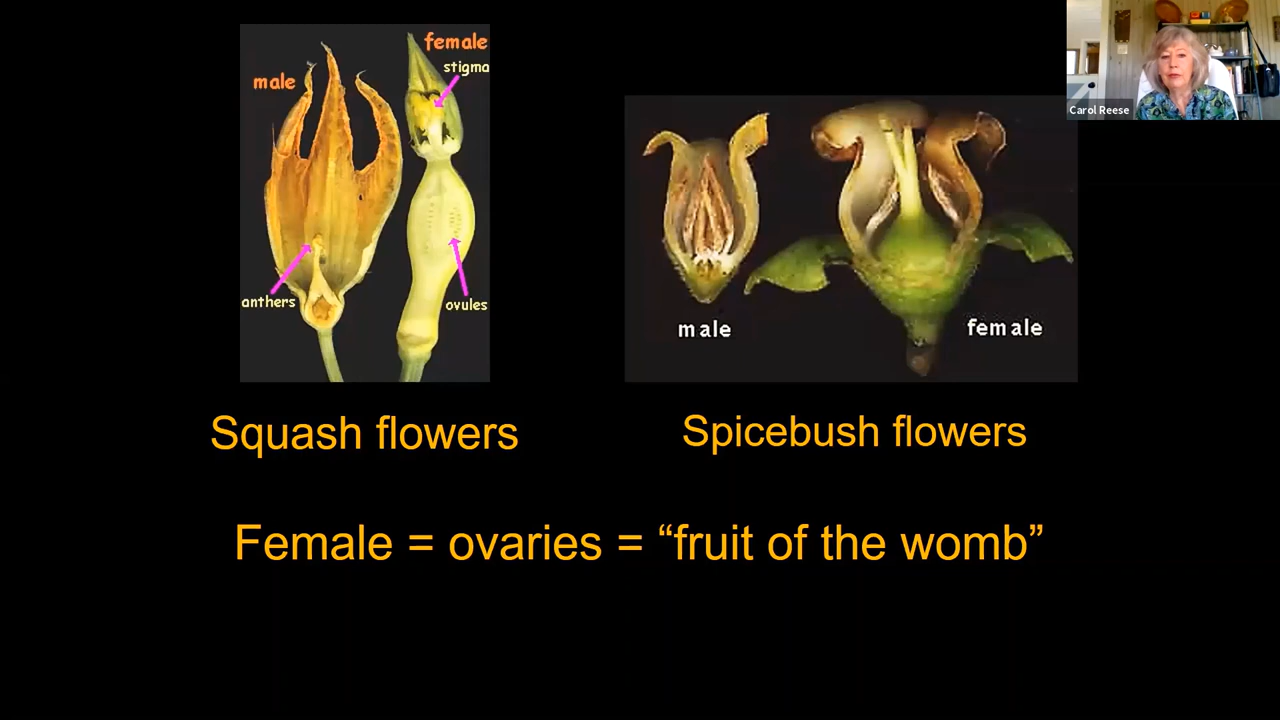 female
stigma
male
anthers
ovules
male
female
Carol Reese
Squash flowers
Spicebush flowers
Female = ovaries = “fruit of the womb”